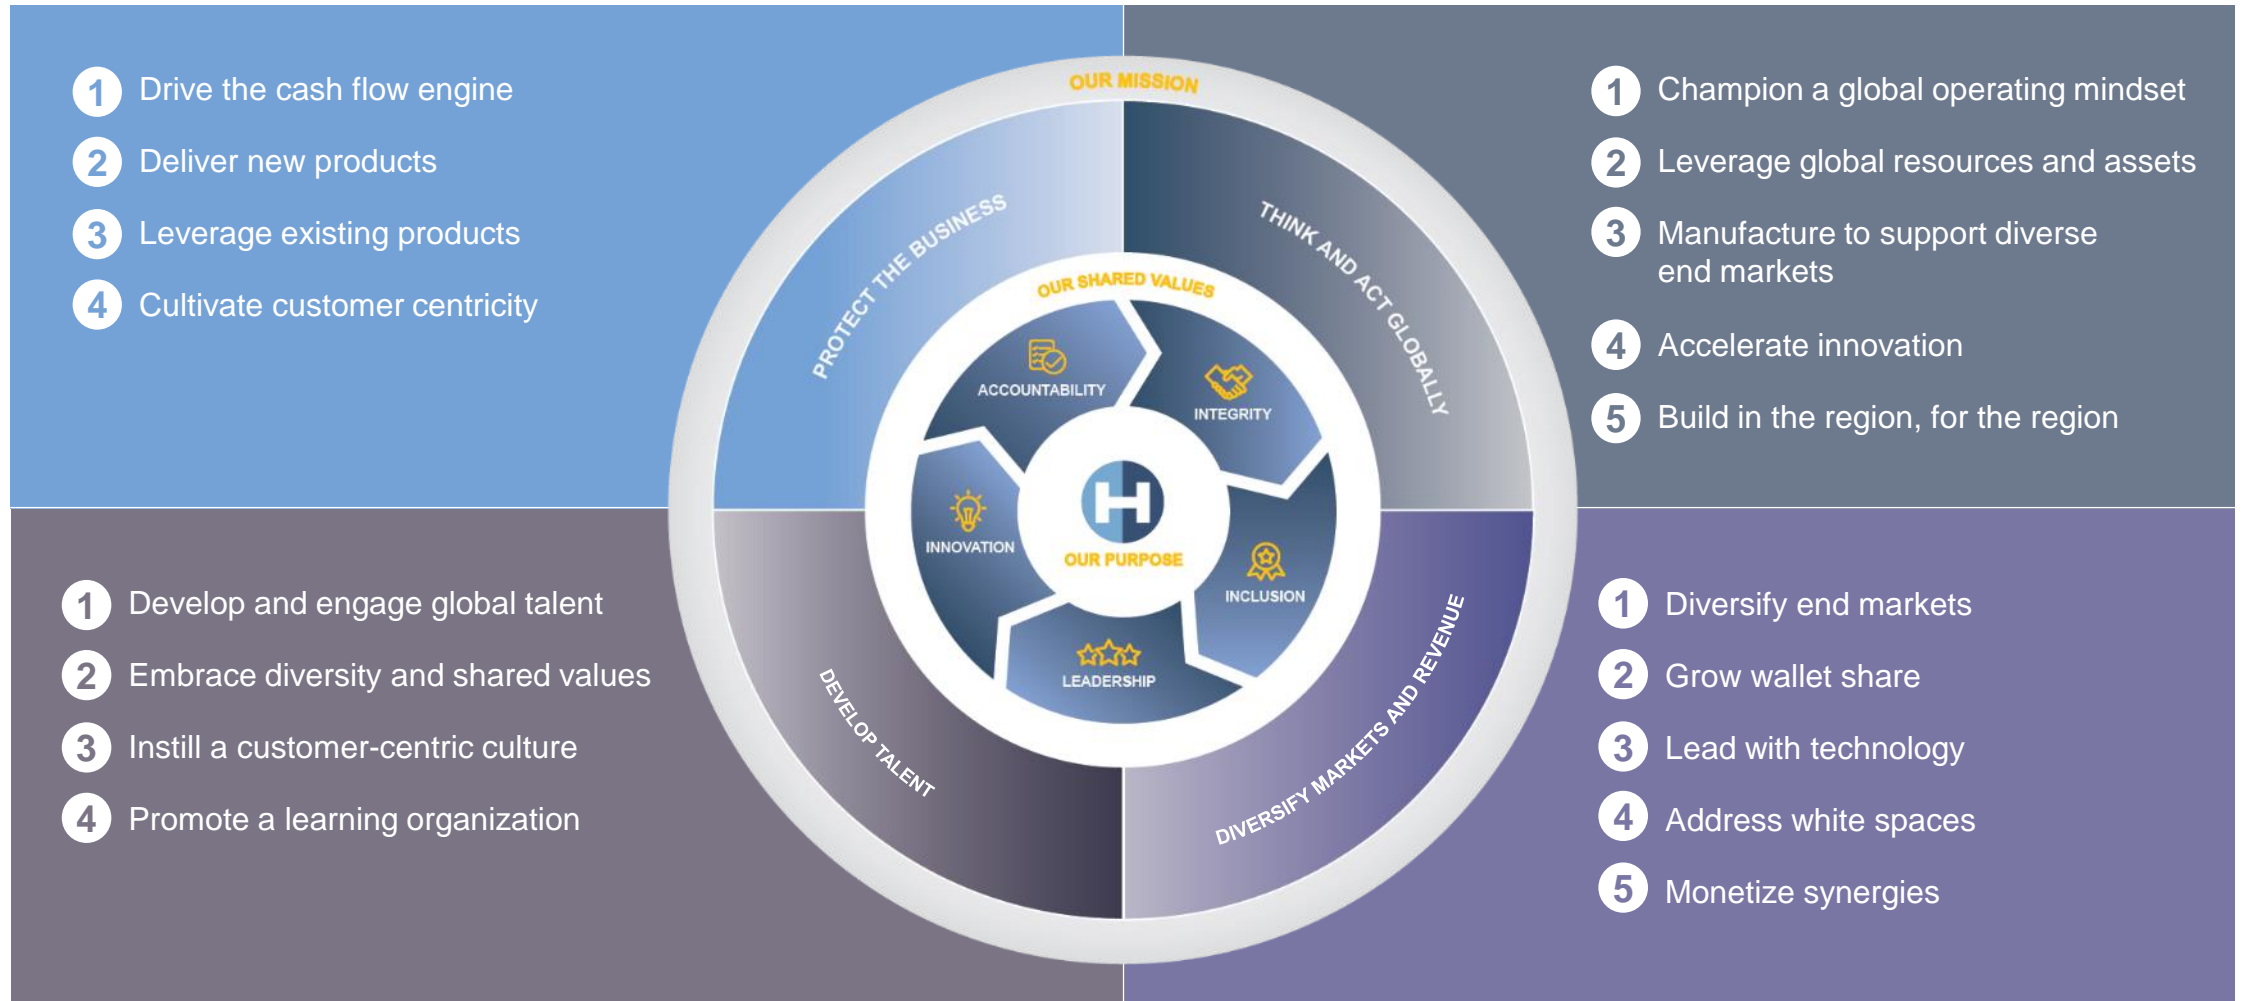 1 Drive the cash flow engine
2 Deliver new products
3 Leverage existing products
4 Cultivate customer centricity
1 Champion a global operating mindset
2 Leverage global resources and assets
3 Manufacture to support diverse
end markets
4 Accelerate innovation
5 Build in the region, for the region
OUR MISSION
PROTECT THE BUSINESS
THINK AND ACT GLOBALLY
OUR SHARED VALUES
ACCOUNTABILITY
INTEGRITY
H
OUR PURPOSE
INNOVATION
INCLUSION
LEADERSHIP
DEVELOP TALENT
DIVERSIFY MARKETS AND REVENUE
1 Develop and engage global talent
2 Embrace diversity and shared values
3 Instill a customer-centric culture
4 Promote a learning organization
1 Diversify end markets
2 Grow wallet share
3 Lead with technology
4 Address white spaces
5 Monetize synergies